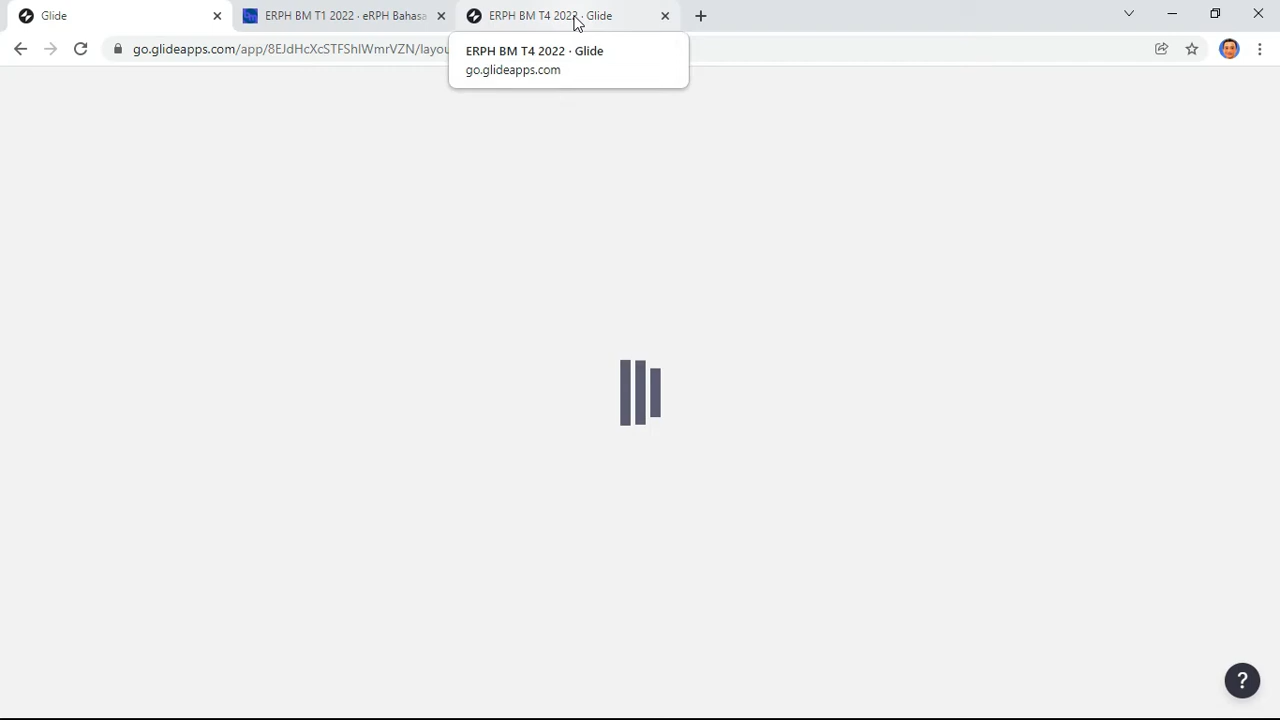 Glide
ERPH BM T1 2022 · eRPH Bahasa
ERPH BM T4 2022 · Glide
go.glideapps.com/app/8EJdHcXcSTFShIWmrVZN/layou
ERPH BM T4 2022 · Glide
go.glideapps.com
?